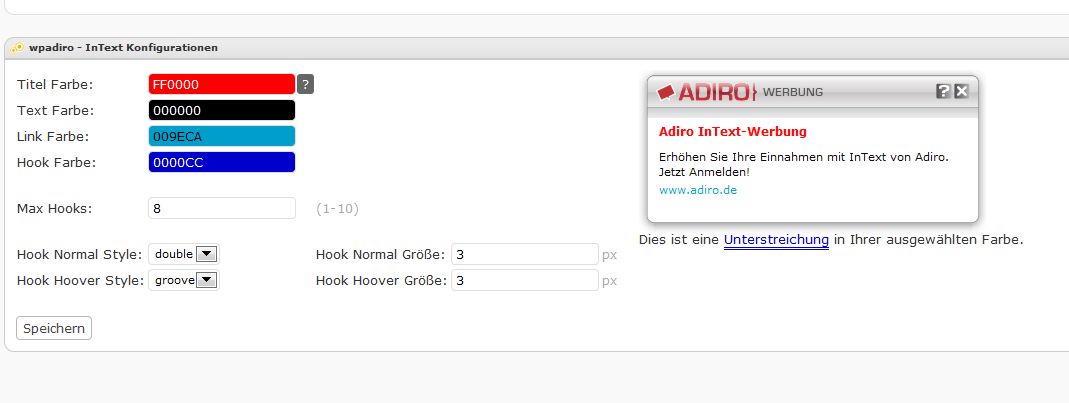 wpadiro - InText Konfigurationen
Titel Farbe: FF0000 ?
Text Farbe: 000000
Link Farbe: 009ECA
Hook Farbe: 0000CC
Max Hooks: 8 (1-10)
Hook Normal Style: double Hook Normal Größe: 3 px
Hook Hoover Style: groove Hook Hoover Größe: 3 px
Speichern
ADIRO WERBUNG ? X
Adiro InText-Werbung
Erhöhen Sie Ihre Einnahmen mit InText von Adiro.
Jetzt Anmelden!
www.adiro.de
Dies ist eine Unterstreichung in Ihrer ausgewählten Farbe.